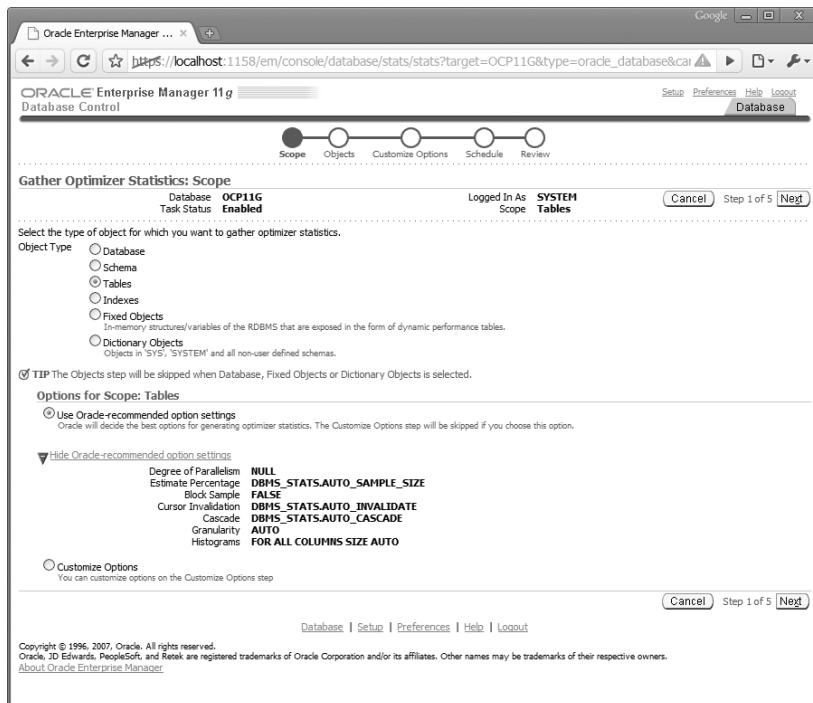 Google
Oracle Enterprise Manager ...
https://localhost:1158/em/console/database/stats/stats?target=OCP11G&type=oracle_database&cai
ORACLE Enterprise Manager 11g
Database Control
Setup Preferences Help Logout
Database
Scope Objects Customize Options Schedule Review
Gather Optimizer Statistics: Scope
Database OCP11G
Task Status Enabled
Logged In As SYSTEM
Scope Tables
Cancel Step 1 of 5 Next
Select the type of object for which you want to gather optimizer statistics.
Object Type
Database
Schema
Tables
Indexes
Fixed Objects
In-memory structures/variables of the RDBMS that are exposed in the form of dynamic performance tables.
Dictionary Objects
Objects in 'SYS', 'SYSTEM' and all non-user defined schemas.
TIP The Objects step will be skipped when Database, Fixed Objects or Dictionary Objects is selected.
Options for Scope: Tables
Use Oracle-recommended option settings
Oracle will decide the best options for generating optimizer statistics. The Customize Options step will be skipped if you choose this option.
Hide Oracle-recommended option settings
Degree of Parallelism NULL
Estimate Percentage DBMS_STATS.AUTO_SAMPLE_SIZE
Block Sample FALSE
Cursor Invalidation DBMS_STATS.AUTO_INVALIDATE
Cascade DBMS_STATS.AUTO_CASCADE
Granularity AUTO
Histograms FOR ALL COLUMNS SIZE AUTO
Customize Options
You can customize options on the Customize Options step
Cancel Step 1 of 5 Next
Database | Setup | Preferences | Help | Logout
Copyright © 1996, 2007, Oracle. All rights reserved.
Oracle, JD Edwards, PeopleSoft, and Retek are registered trademarks of Oracle Corporation and/or its affiliates. Other names may be trademarks of their respective owners.
About Oracle Enterprise Manager